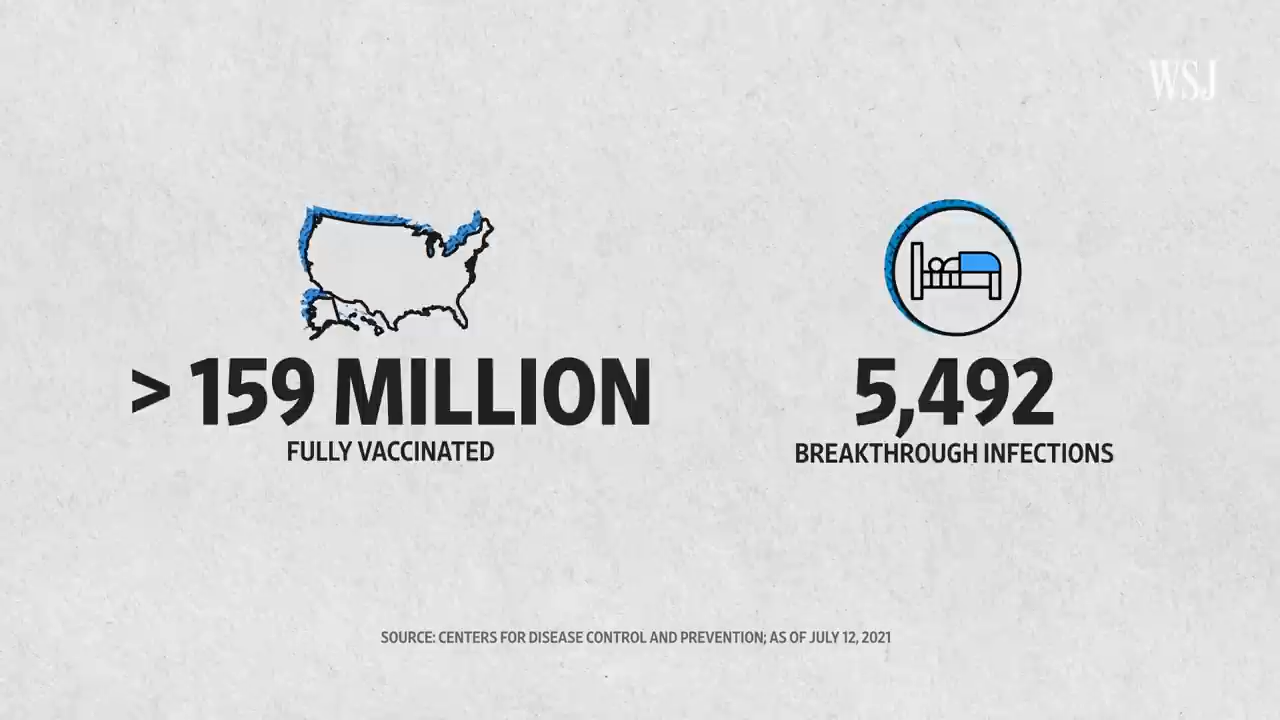 WSJ
> 159 MILLION
FULLY VACCINATED
5,492
BREAKTHROUGH INFECTIONS
SOURCE: CENTERS FOR DISEASE CONTROL AND PREVENTION; AS OF JULY 12, 2021